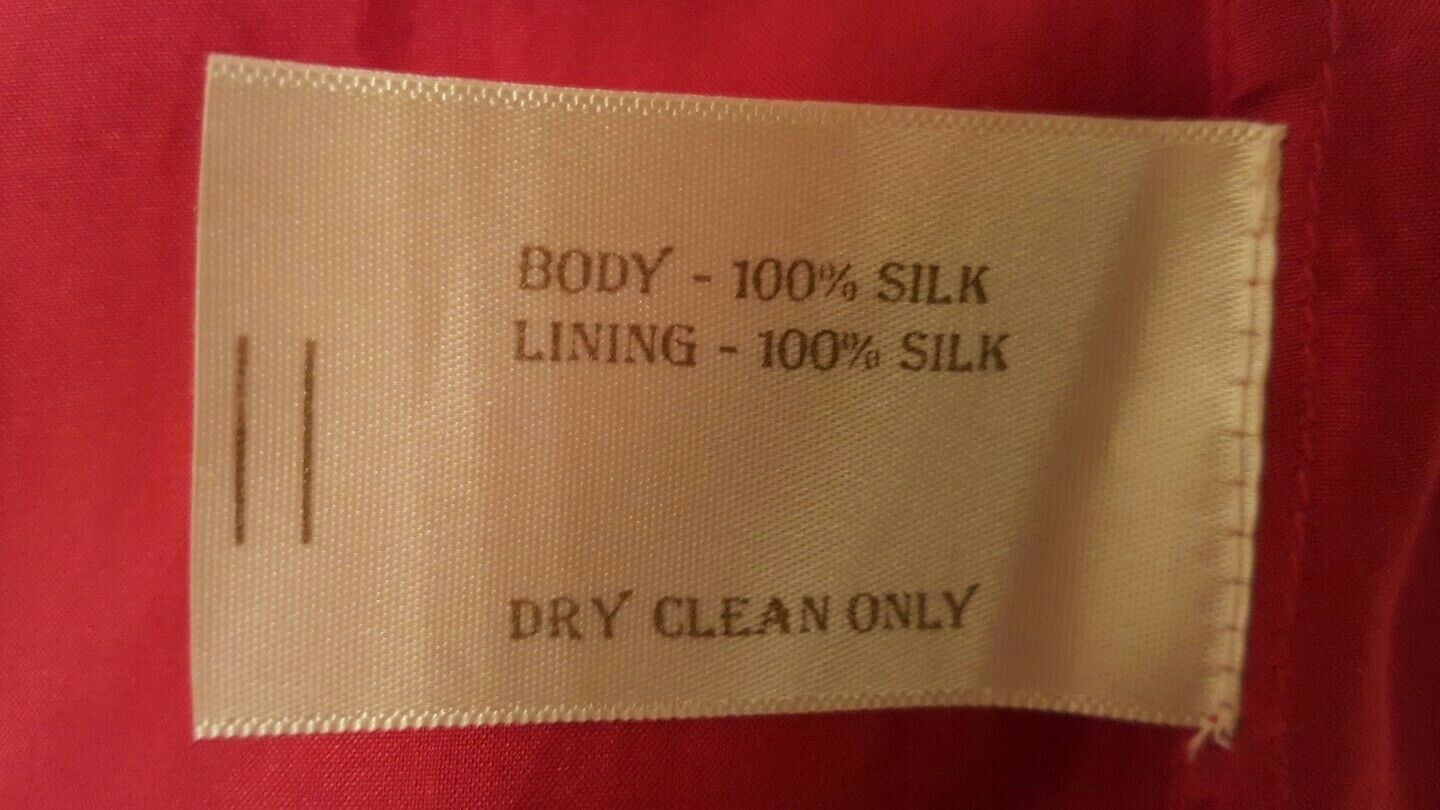 BODY - 100% SILK
LINING - 100% SILK
DRY CLEAN ONLY